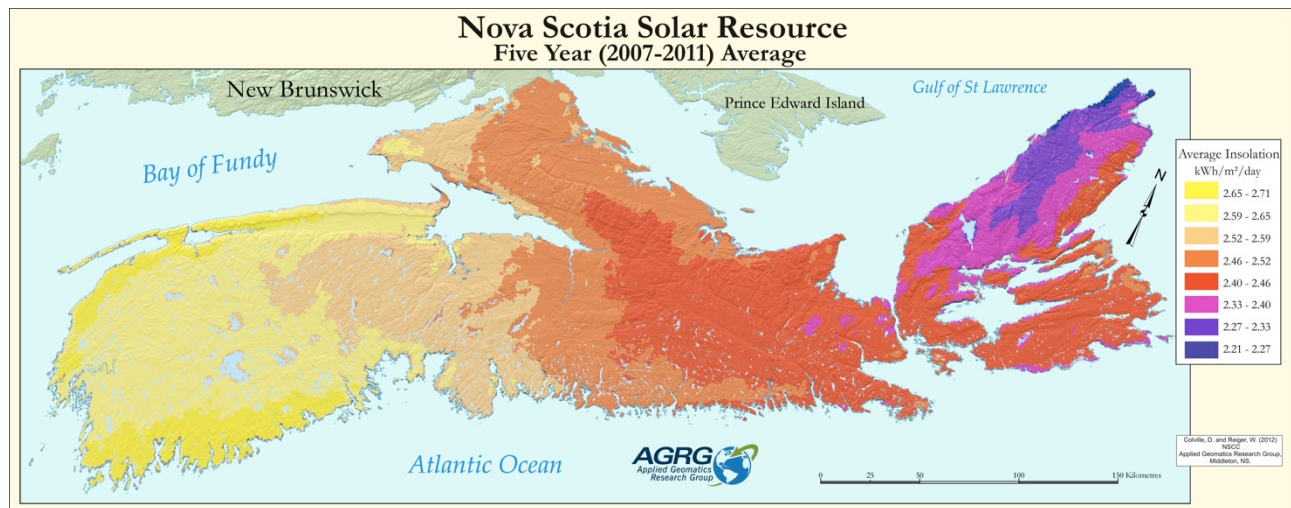 Nova Scotia Solar Resource
Five Year (2007-2011) Average
New Brunswick
Prince Edward Island
Gulf of St Lawrence
Bay of Fundy
Average Insolation
kWh/m²/day
2.65 - 2.71
2.59 - 2.65
2.52 - 2.59
2.46 - 2.52
2.40 - 2.46
2.33 - 2.40
2.27 - 2.33
2.21 - 2.27
N
Atlantic Ocean
AGRG
Applied Geomatics
Research Group
0 25 50 100 150 Kilometres
Colville, D. and Reiger, W. (2012)
NSCC
Applied Geomatics Research Group,
Middleton, NS.